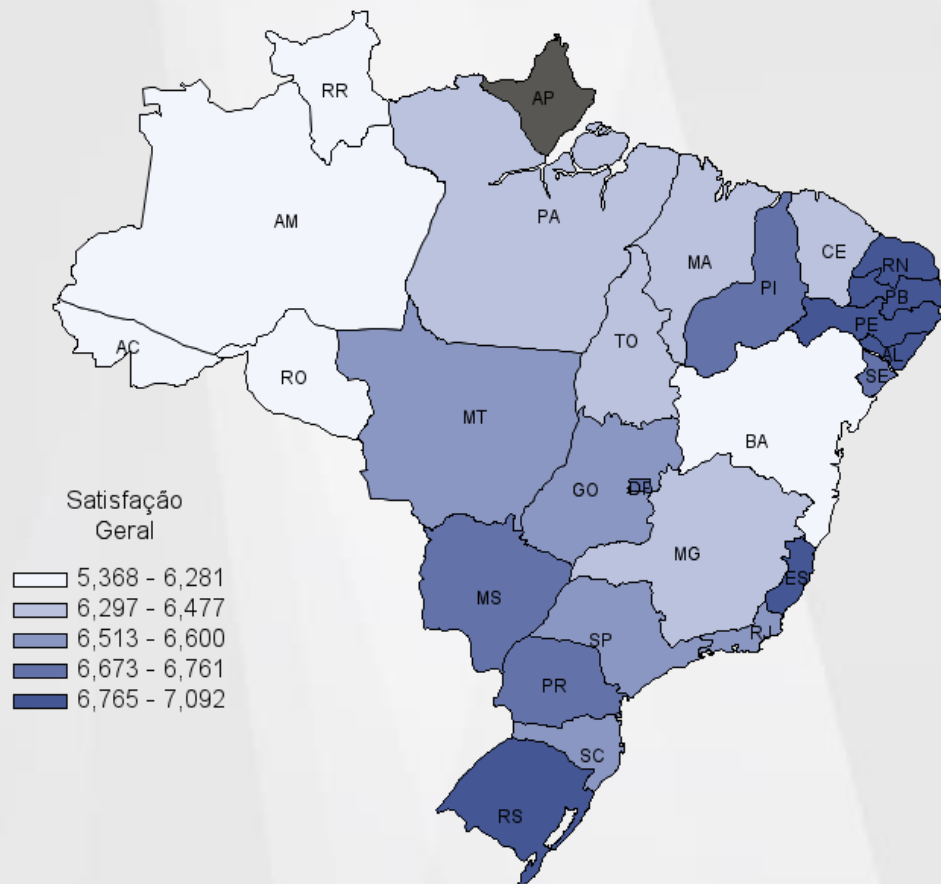 RR
AP
AM
PA
MA
CE
RN
PI
PB
PE
AL
TO
SE
AC
RO
MT
BA
GO
DF
MG
ES
MS
SP
RJ
PR
SC
RS
Satisfação
Geral
5,368 - 6,281
6,297 - 6,477
6,513 - 6,600
6,673 - 6,761
6,765 - 7,092